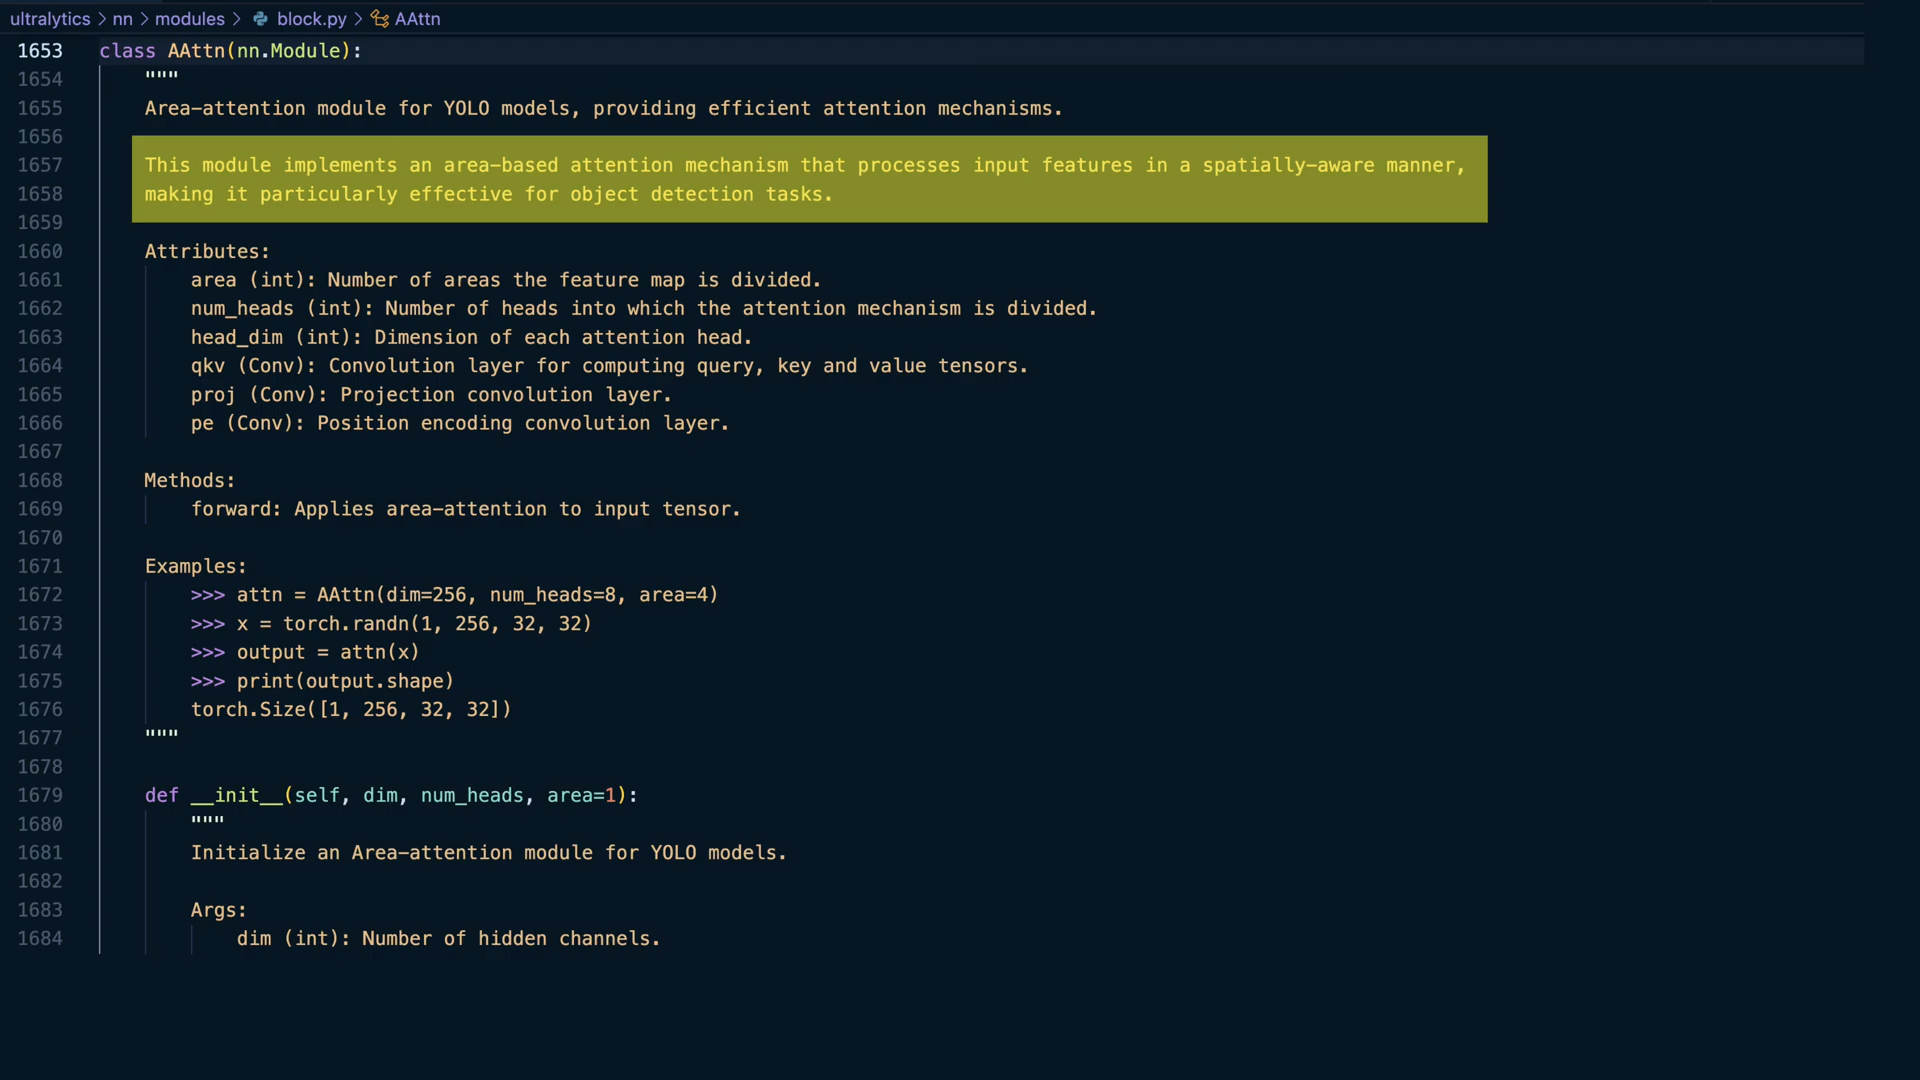 ultralytics > nn > modules > block.py > AAttn
1653 class AAttn(nn.Module):
1654 """
1655 Area-attention module for YOLO models, providing efficient attention mechanisms.
1656
1657 This module implements an area-based attention mechanism that processes input features in a spatially-aware manner,
1658 making it particularly effective for object detection tasks.
1659
1660 Attributes:
1661 area (int): Number of areas the feature map is divided.
1662 num_heads (int): Number of heads into which the attention mechanism is divided.
1663 head_dim (int): Dimension of each attention head.
1664 qkv (Conv): Convolution layer for computing query, key and value tensors.
1665 proj (Conv): Projection convolution layer.
1666 pe (Conv): Position encoding convolution layer.
1667
1668 Methods:
1669 forward: Applies area-attention to input tensor.
1670
1671 Examples:
1672 >>> attn = AAttn(dim=256, num_heads=8, area=4)
1673 >>> x = torch.randn(1, 256, 32, 32)
1674 >>> output = attn(x)
1675 >>> print(output.shape)
1676 torch.Size([1, 256, 32, 32])
1677 """
1678
1679 def __init__(self, dim, num_heads, area=1):
1680 """
1681 Initialize an Area-attention module for YOLO models.
1682
1683 Args:
1684 dim (int): Number of hidden channels.